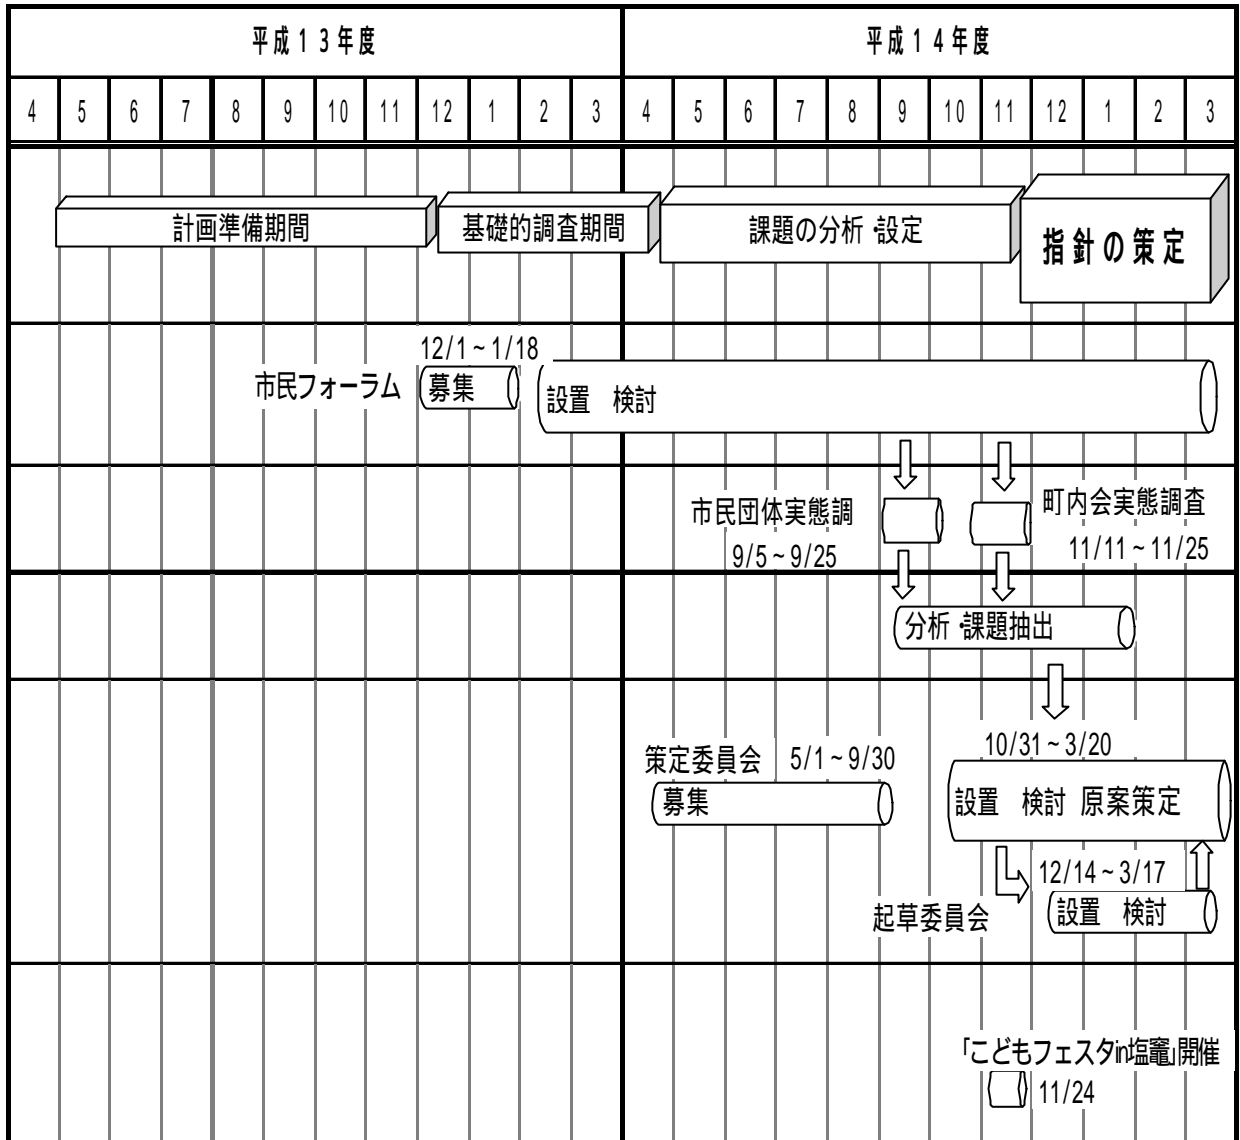 平成１３年度 平成１４年度
4 5 6 7 8 9 10 11 12 1 2 3 4 5 6 7 8 9 10 11 12 1 2 3
計画準備期間 基礎的調査期間 課題の分析・設定 指針の策定
12/1～1/18
市民フォーラム 募集 設置 検討
市民団体実態調 町内会実態調査
9/5～9/25 11/11～11/25
分析・課題抽出
10/31～3/20
策定委員会 5/1～9/30
募集 設置 検討 原案策定
12/14～3/17
起草委員会 設置 検討
「こどもフェスタin塩竈」開催
11/24